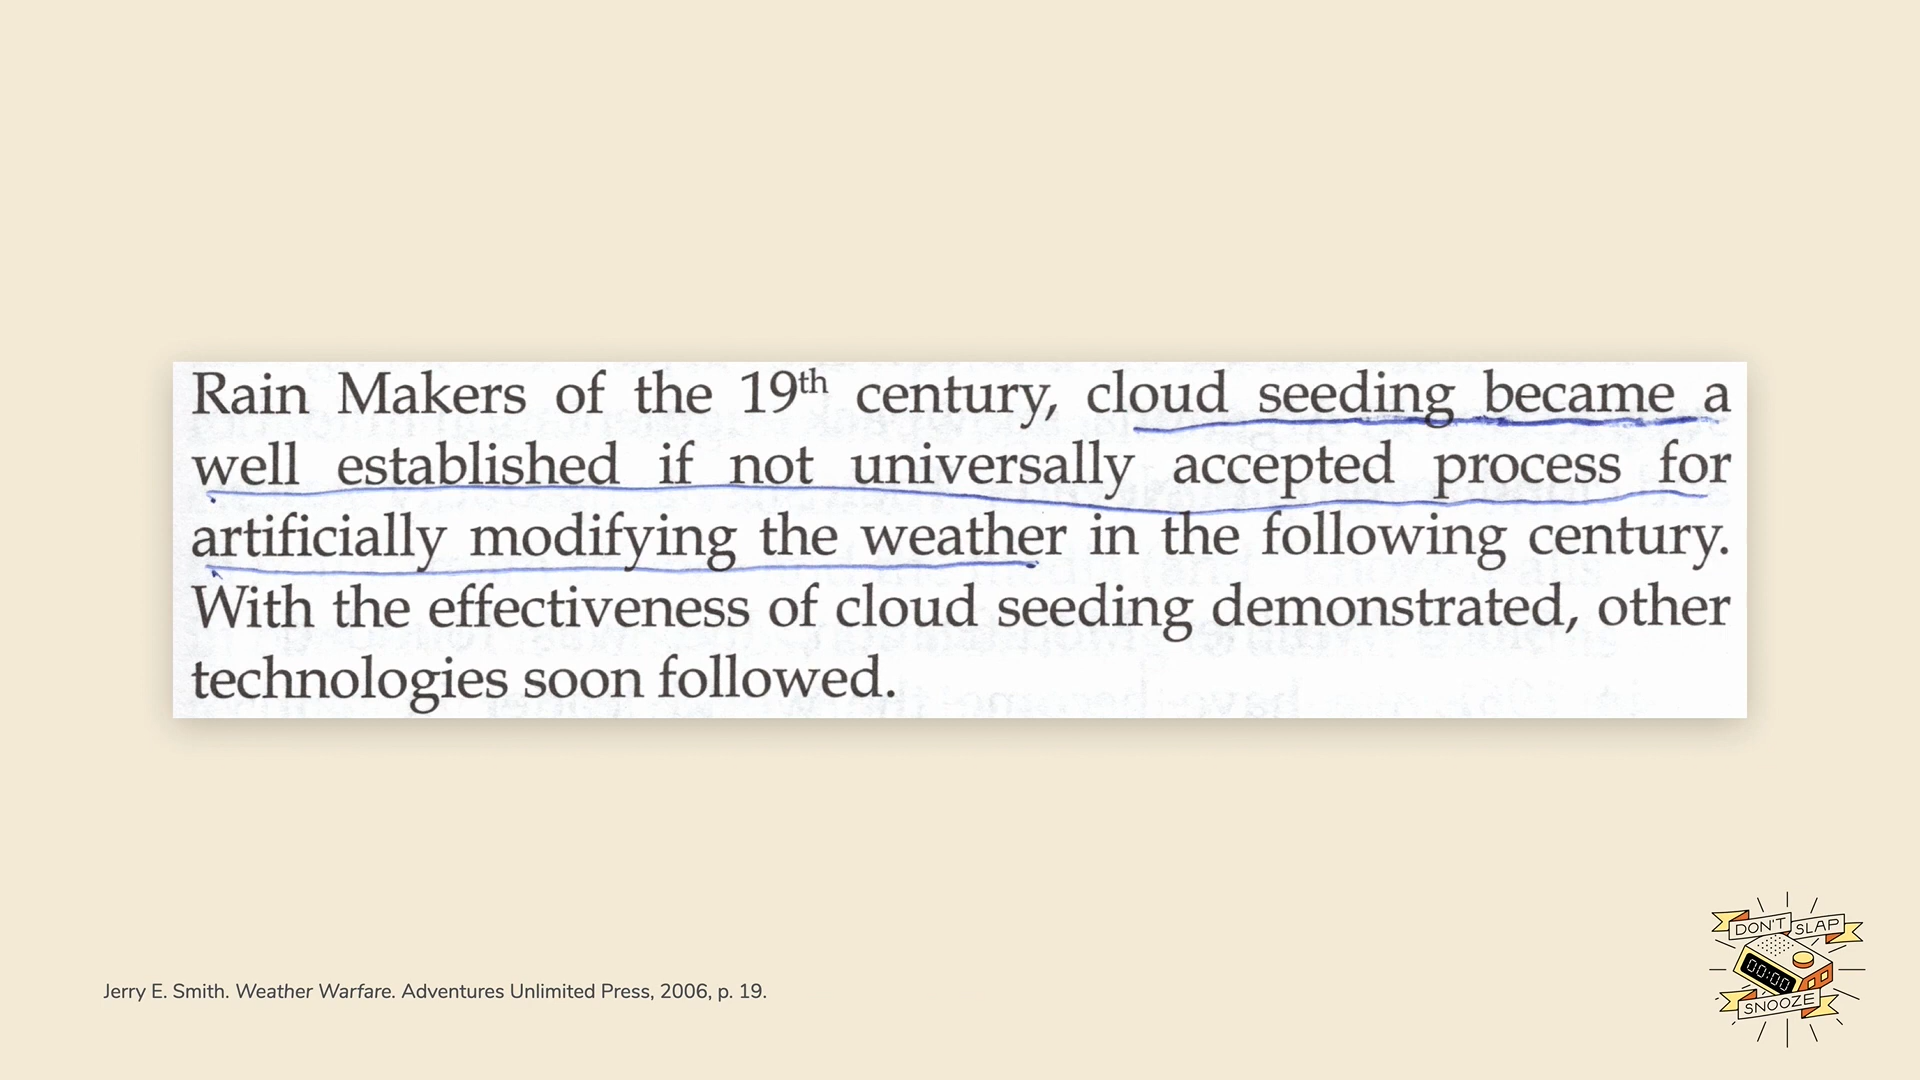 Rain Makers of the 19th century, cloud seeding became a
well established if not universally accepted process for
artificially modifying the weather in the following century.
With the effectiveness of cloud seeding demonstrated, other
technologies soon followed.
Jerry E. Smith. Weather Warfare. Adventures Unlimited Press, 2006, p. 19.
DON'T SLAP
00:00
SNOOZE